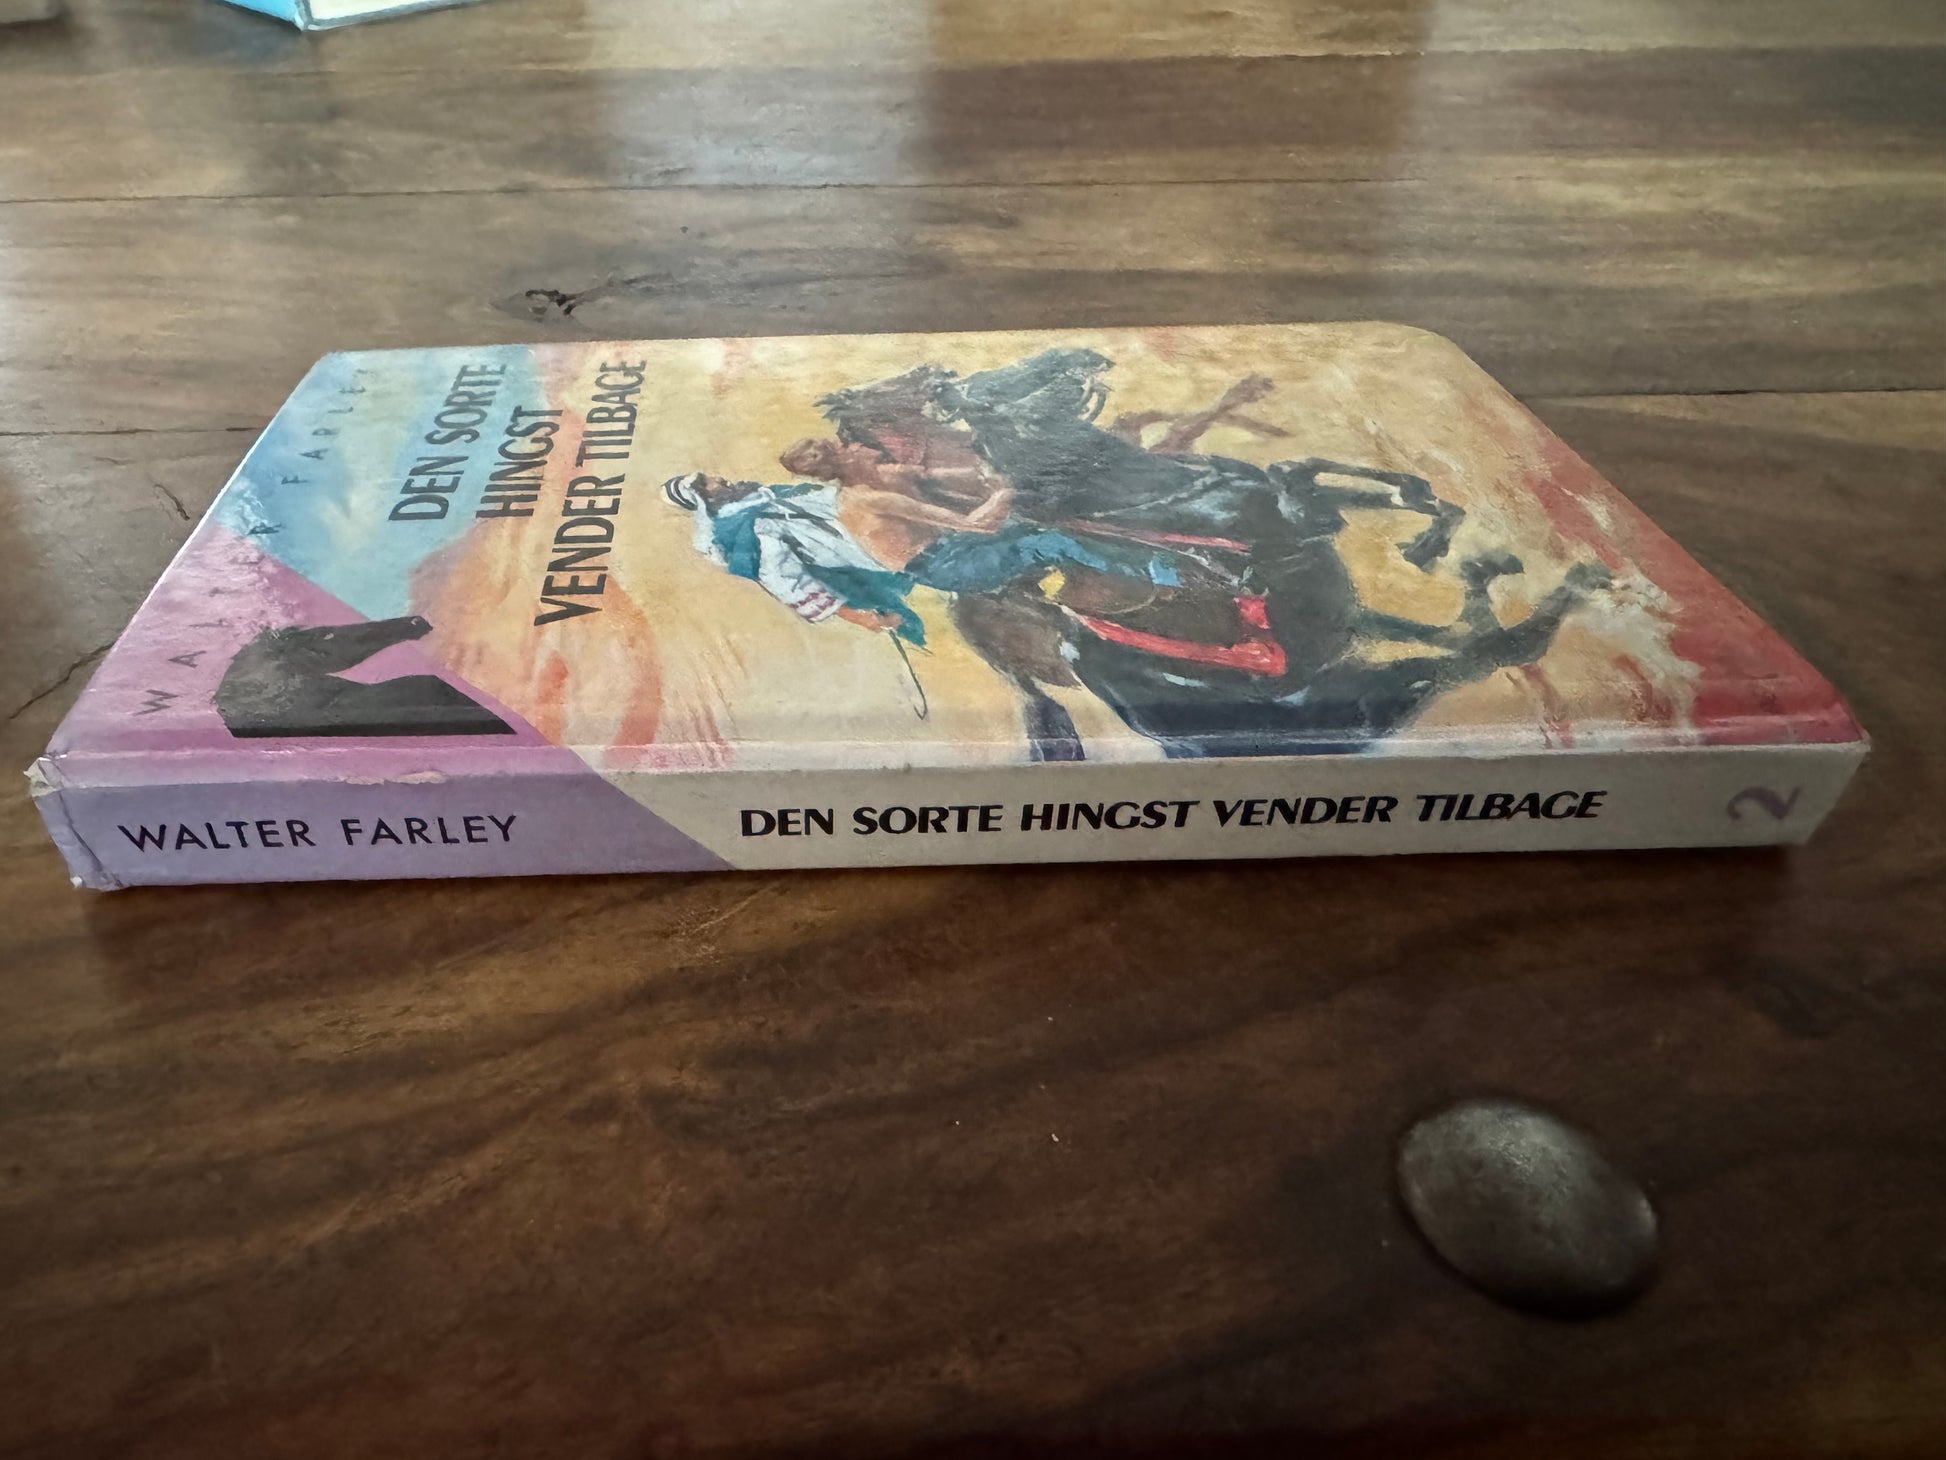 WALTER FARLEY
DEN SORTE
HINGST
VENDER TILBAGE
WALTER FARLEY
DEN SORTE HINGST VENDER TILBAGE
2